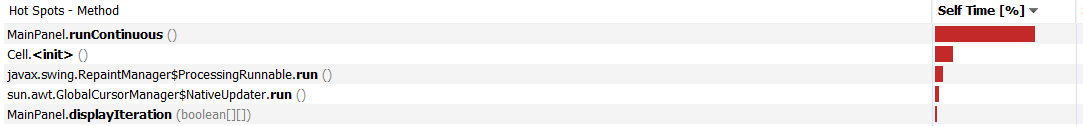 Hot Spots - Method Self Time [%]
MainPanel.runContinuous ()
Cell.<init> ()
javax.swing.RepaintManager$ProcessingRunnable.run ()
sun.awt.GlobalCursorManager$NativeUpdater.run ()
MainPanel.displayIteration (boolean[][])